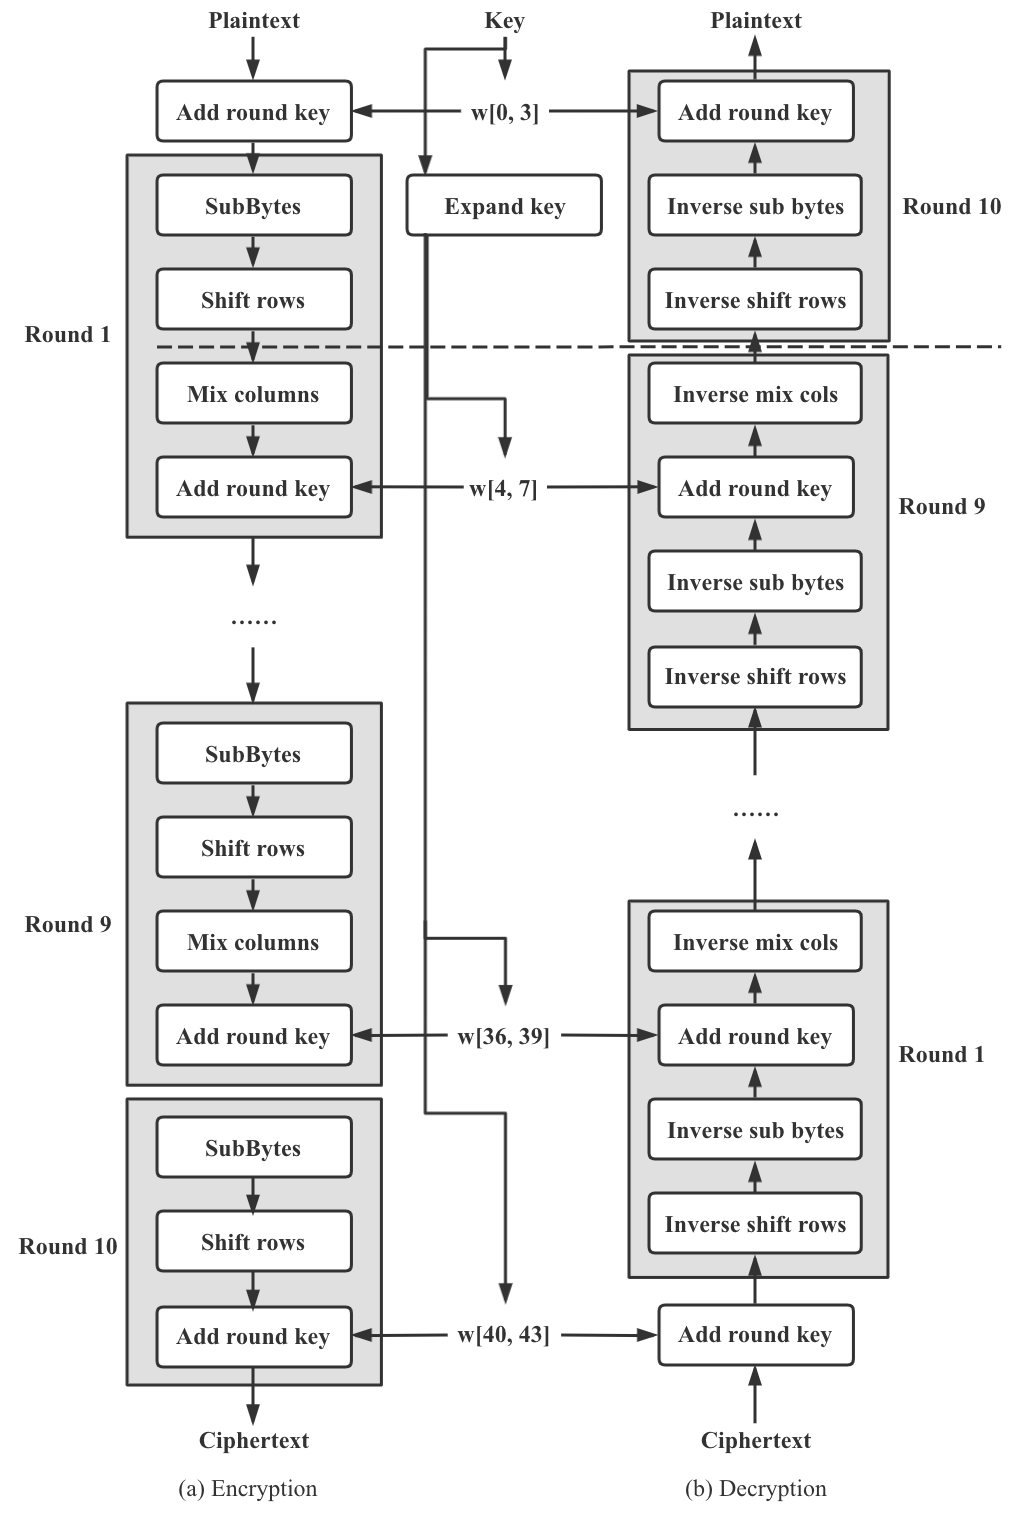 Plaintext
Key
Plaintext
Add round key
w[0, 3]
Add round key
SubBytes
Expand key
Inverse sub bytes
Round 10
Shift rows
Inverse shift rows
Round 1
Mix columns
Inverse mix cols
Add round key
w[4, 7]
Add round key
Round 9
Inverse sub bytes
......
Inverse shift rows
SubBytes
......
Shift rows
Round 9
Mix columns
Inverse mix cols
Add round key
w[36, 39]
Add round key
Round 1
SubBytes
Inverse sub bytes
Round 10
Shift rows
Inverse shift rows
Add round key
w[40, 43]
Add round key
Ciphertext
Ciphertext
(a) Encryption
(b) Decryption